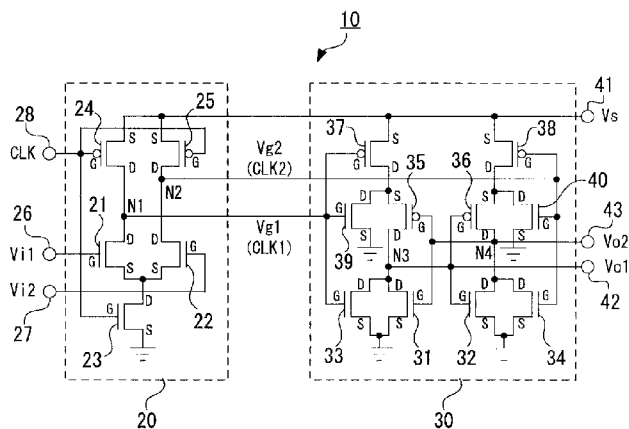 10
28
24
25
41
CLK
S
S
G
G
D
D
N1
N2
Vs
37
S
G
D
S
38
G
D
Vg2
(CLK2)
35
36
40
26
21
Vi1
G
D
S
D
S
G
22
Vg1
(CLK1)
G
D
S
S
D
G
39
N3
G
S
D
D
S
G
N4
43
Vo2
Vo1
42
Vi2
27
G
D
S
23
G
D
S
D
S
G
33
31
G
D
S
D
S
G
32
34
20
30